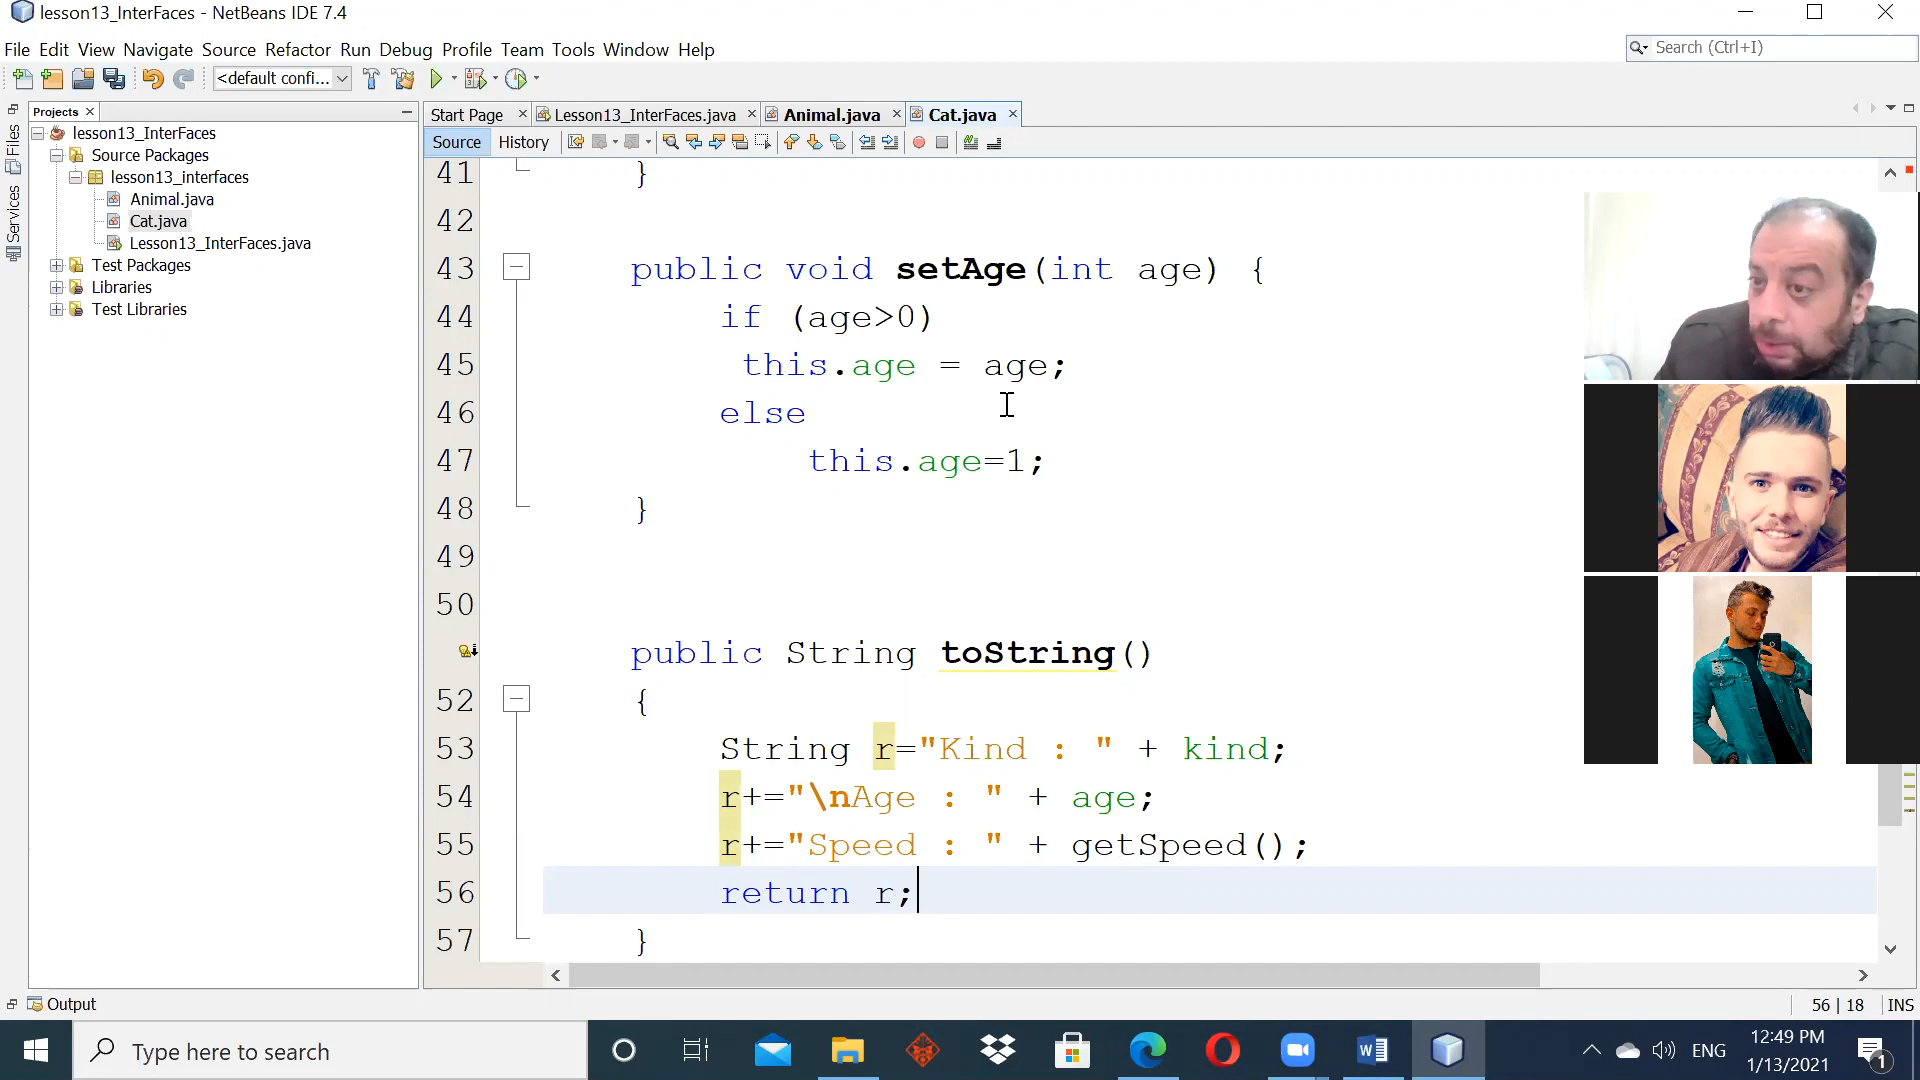 lesson13_InterFaces - NetBeans IDE 7.4
File Edit View Navigate Source Refactor Run Debug Profile Team Tools Window Help
Search (Ctrl+I)
<default confi...
Projects
Start Page
Lesson13_InterFaces.java
Animal.java
Cat.java
Files
Services
lesson13_InterFaces
Source Packages
lesson13_interfaces
Animal.java
Cat.java
Lesson13_InterFaces.java
Test Packages
Libraries
Test Libraries
Source History
41 }
42
43 public void setAge(int age) {
44 if (age>0)
45 this.age = age;
46 else
47 this.age=1;
48 }
49
50
public String toString()
52 {
53 String r="Kind : " + kind;
54 r+="\nAge : " + age;
55 r+="Speed : " + getSpeed();
56 return r;
57 }
Output
56 | 18 INS
Type here to search
ENG
12:49 PM
1/13/2021
1